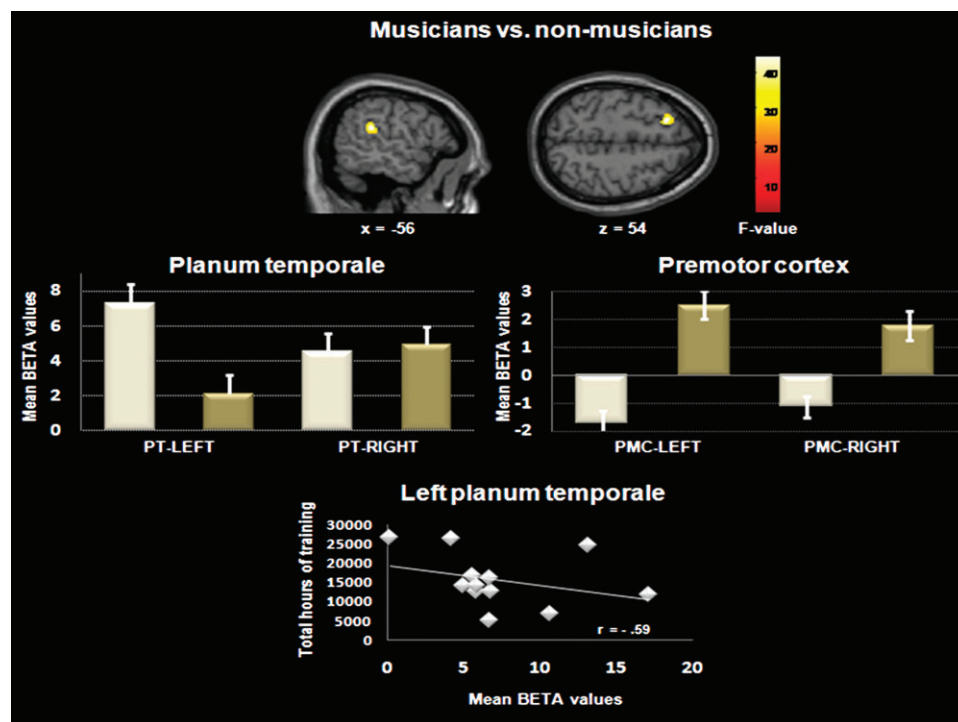 Musicians vs. non-musicians
40
30
20
10
x = -56
z = 54
F-value
Planum temporale
Mean BETA values
8
6
4
2
0
PT-LEFT
PT-RIGHT
Premotor cortex
Mean BETA values
3
2
1
0
-1
-2
PMC-LEFT
PMC-RIGHT
Left planum temporale
Total hours of training
30000
25000
20000
15000
10000
5000
0
r = - .59
0
5
10
15
20
Mean BETA values